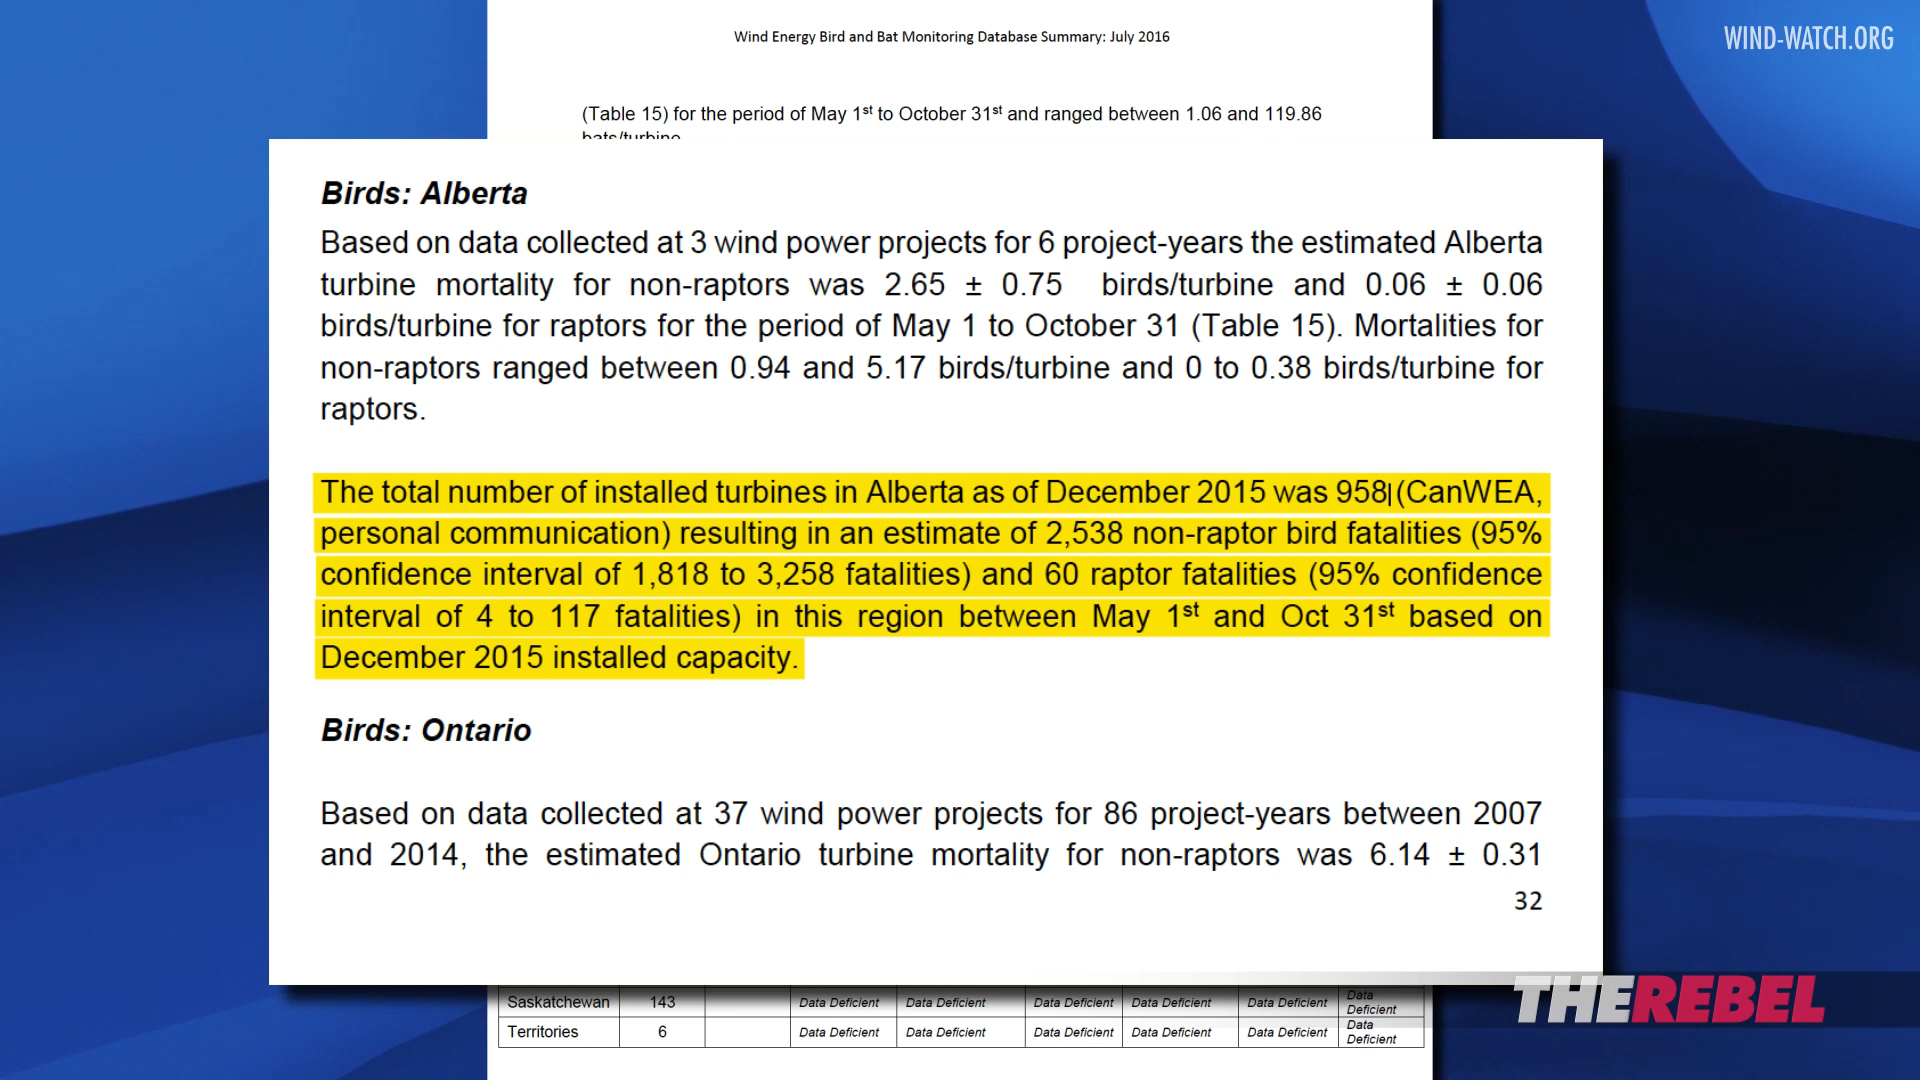 WIND-WATCH.ORG
Wind Energy Bird and Bat Monitoring Database Summary: July 2016
(Table 15) for the period of May 1st to October 31st and ranged between 1.06 and 119.86
bats/turbine
Birds: Alberta
Based on data collected at 3 wind power projects for 6 project-years the estimated Alberta
turbine mortality for non-raptors was 2.65 ± 0.75 birds/turbine and 0.06 ± 0.06
birds/turbine for raptors for the period of May 1 to October 31 (Table 15). Mortalities for
non-raptors ranged between 0.94 and 5.17 birds/turbine and 0 to 0.38 birds/turbine for
raptors.
The total number of installed turbines in Alberta as of December 2015 was 958 (CanWEA,
personal communication) resulting in an estimate of 2,538 non-raptor bird fatalities (95%
confidence interval of 1,818 to 3,258 fatalities) and 60 raptor fatalities (95% confidence
interval of 4 to 117 fatalities) in this region between May 1st and Oct 31st based on
December 2015 installed capacity.
Birds: Ontario
Based on data collected at 37 wind power projects for 86 project-years between 2007
and 2014, the estimated Ontario turbine mortality for non-raptors was 6.14 ± 0.31
32
Saskatchewan 143 Data Deficient Data Deficient Data Deficient Data Deficient Data Deficient Data Deficient
Territories 6 Data Deficient Data Deficient Data Deficient Data Deficient Data Deficient Data Deficient
THEREBEL